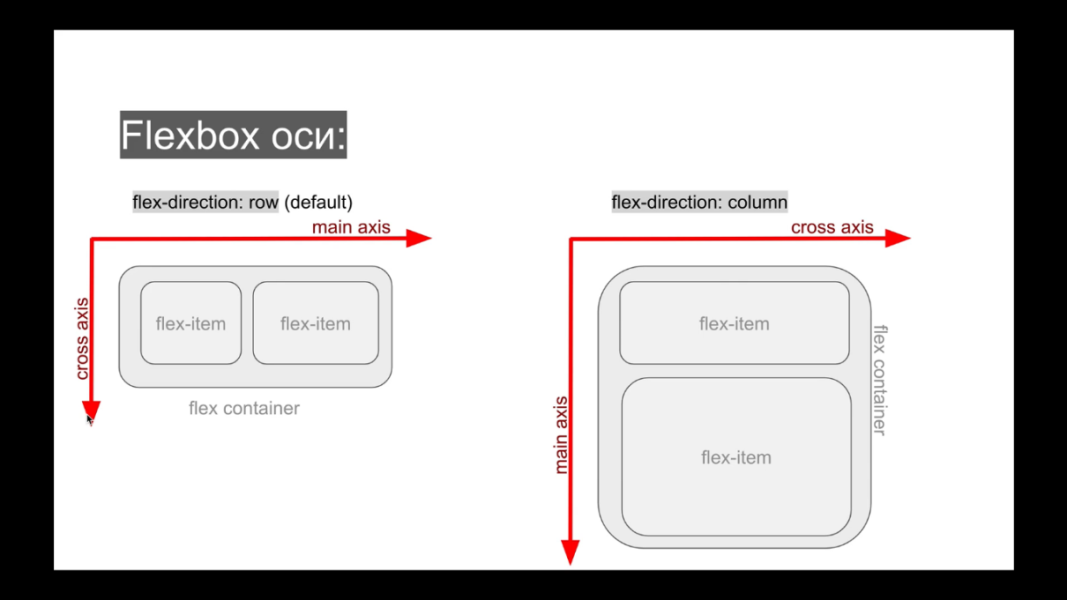 Flexbox оси:
flex-direction: row (default)
main axis
cross axis
flex-item
flex-item
flex container
flex-direction: column
cross axis
main axis
flex-item
flex-item
flex container